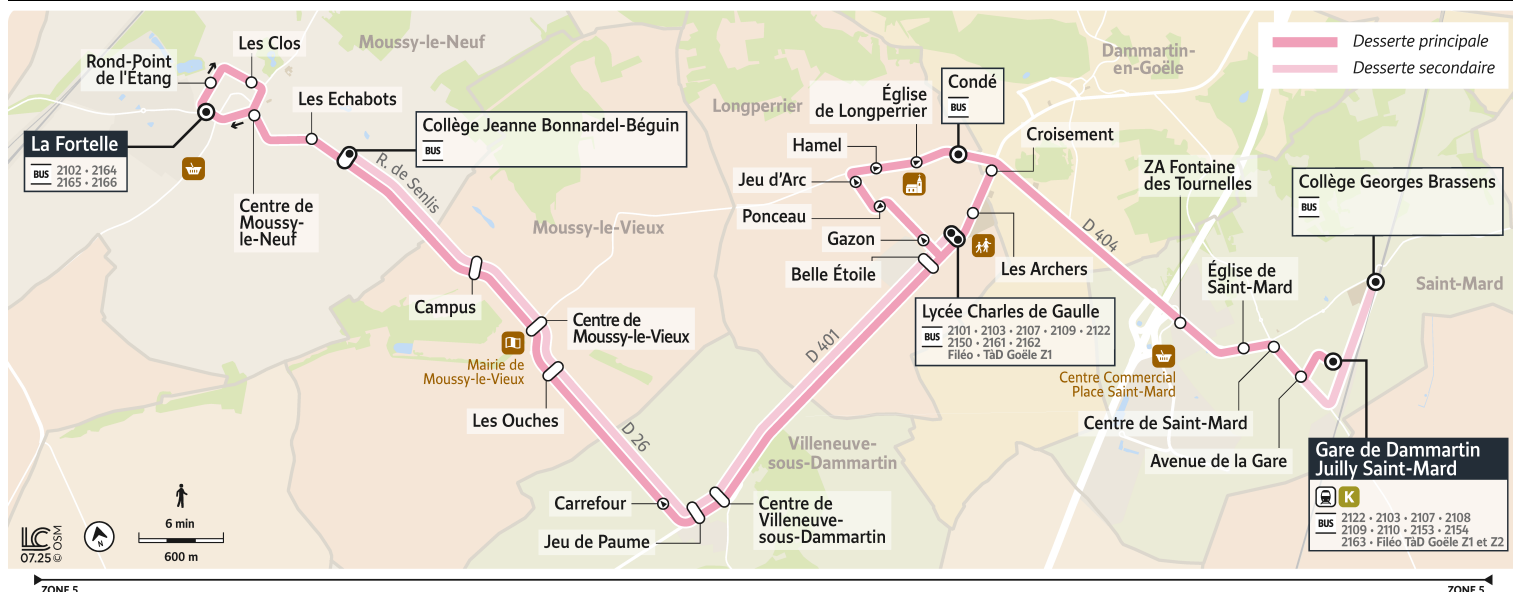 Desserte principale
Desserte secondaire
Moussy-le-Neuf
Les Clos
Rond-Point
de l'Étang
Les Echabots
La Fortelle
BUS
2102 • 2164
2165 • 2166
Collège Jeanne Bonnardel-Béguin
BUS
R. de Senlis
Centre de
Moussy-
le-Neuf
Moussy-le-Vieux
Campus
Centre de
Moussy-le-Vieux
Mairie de
Moussy-le-Vieux
Les Ouches
D 26
Carrefour
Jeu de Paume
Centre de
Villeneuve-
sous-Dammartin
Villeneuve-
sous-Dammartin
D 401
Longperrier
Dammartin-
en-Goële
Condé
BUS
Église
de Longperrier
Hamel
Jeu d'Arc
Ponceau
Gazon
Belle Étoile
Croisement
Les Archers
Lycée Charles de Gaulle
BUS
2101 • 2103 • 2107 • 2109 • 2122
2150 • 2161 • 2162
Filéo • TàD Goële Z1
D 404
ZA Fontaine
des Tournelles
Collège Georges Brassens
BUS
Église de
Saint-Mard
Saint-Mard
Centre Commercial
Place Saint-Mard
Centre de Saint-Mard
Avenue de la Gare
Gare de Dammartin
Juilly Saint-Mard
K
BUS
2122 • 2103 • 2107 • 2108
2109 • 2110 • 2153 • 2154
2163 • Filéo TàD Goële Z1 et Z2
6 min
600 m
N
LC
07.25 © OSM
ZONE 5
ZONE 5